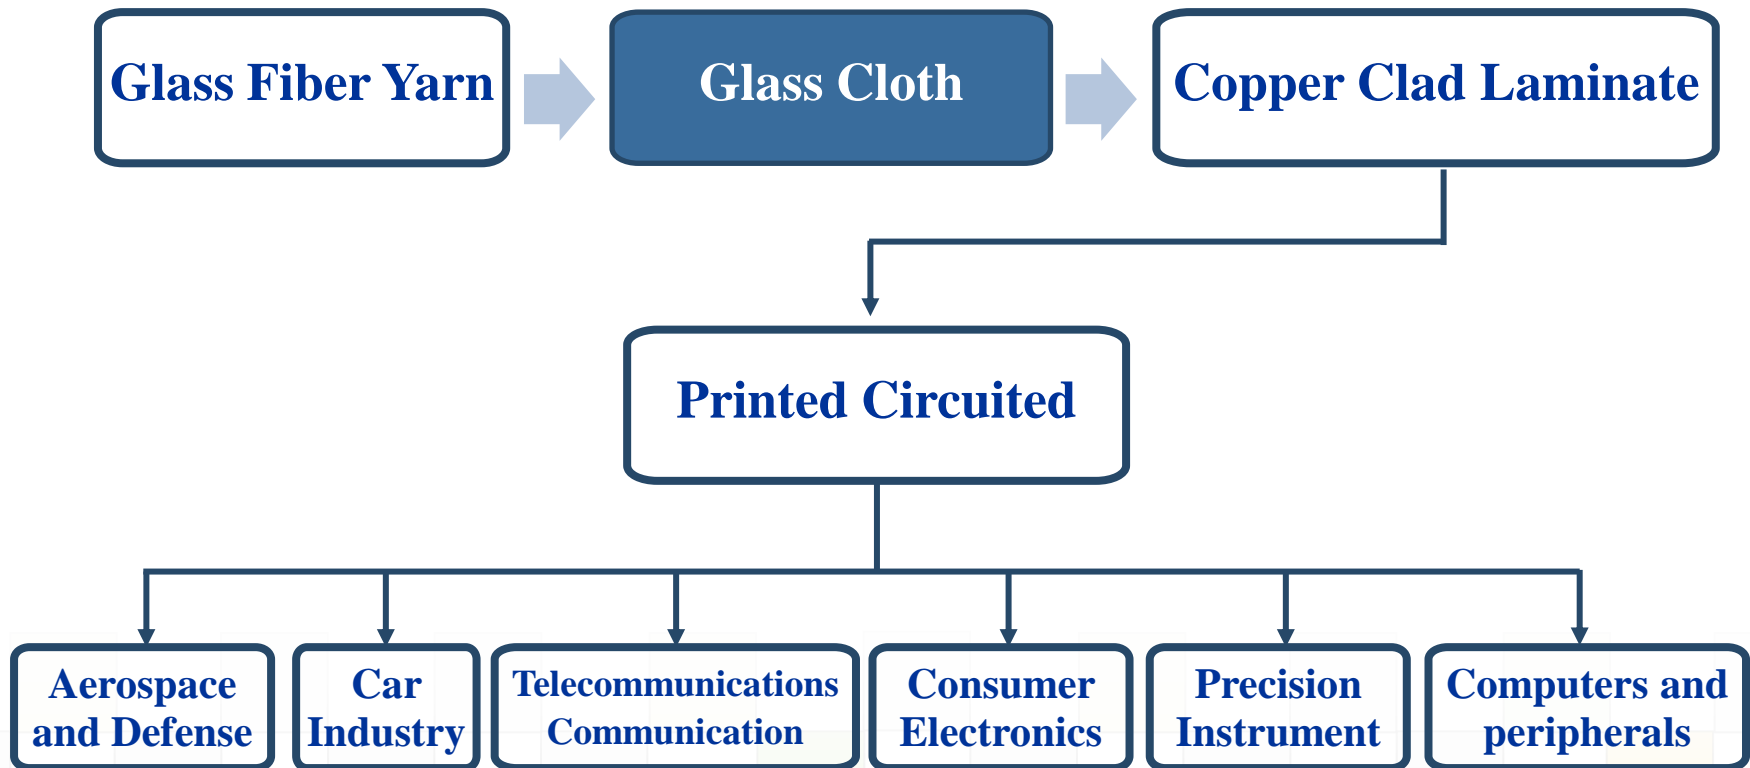 Glass Fiber Yarn
Glass Cloth
Copper Clad Laminate
Printed Circuited
Aerospace
and Defense
Car
Industry
Telecommunications
Communication
Consumer
Electronics
Precision
Instrument
Computers and
peripherals